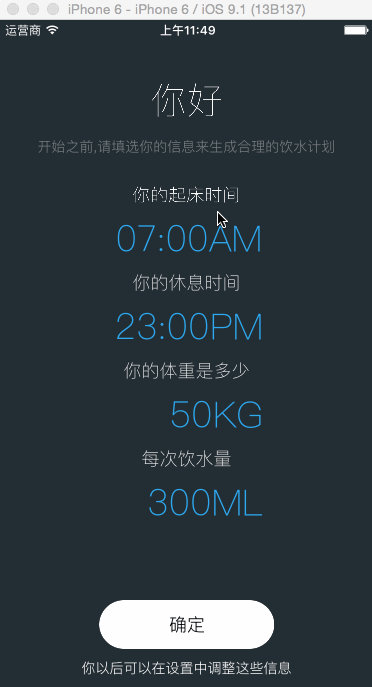 iPhone 6 - iPhone 6 / iOS 9.1 (13B137)
运营商 上午11:49
你好
开始之前,请填选你的信息来生成合理的饮水计划
你的起床时间
07:00AM
你的休息时间
23:00PM
你的体重是多少
50KG
每次饮水量
300ML
确定
你以后可以在设置中调整这些信息